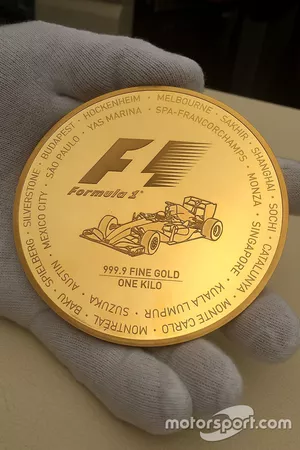 MELBOURNE · SAKHIR · SHANGHAI · SOCHI · CATALUNYA · MONTE CARLO · MONTRÉAL · BAKU · SPIELBERG · SILVERSTONE · BUDAPEST · HOCKENHEIM ·
SPA-FRANCORCHAMPS · MONZA · SINGAPORE · KUALA LUMPUR · SUZUKA · AUSTIN · MEXICO CITY · SÃO PAULO · YAS MARINA ·
F1
Formula 1
999.9 FINE GOLD
ONE KILO
motorsport.com